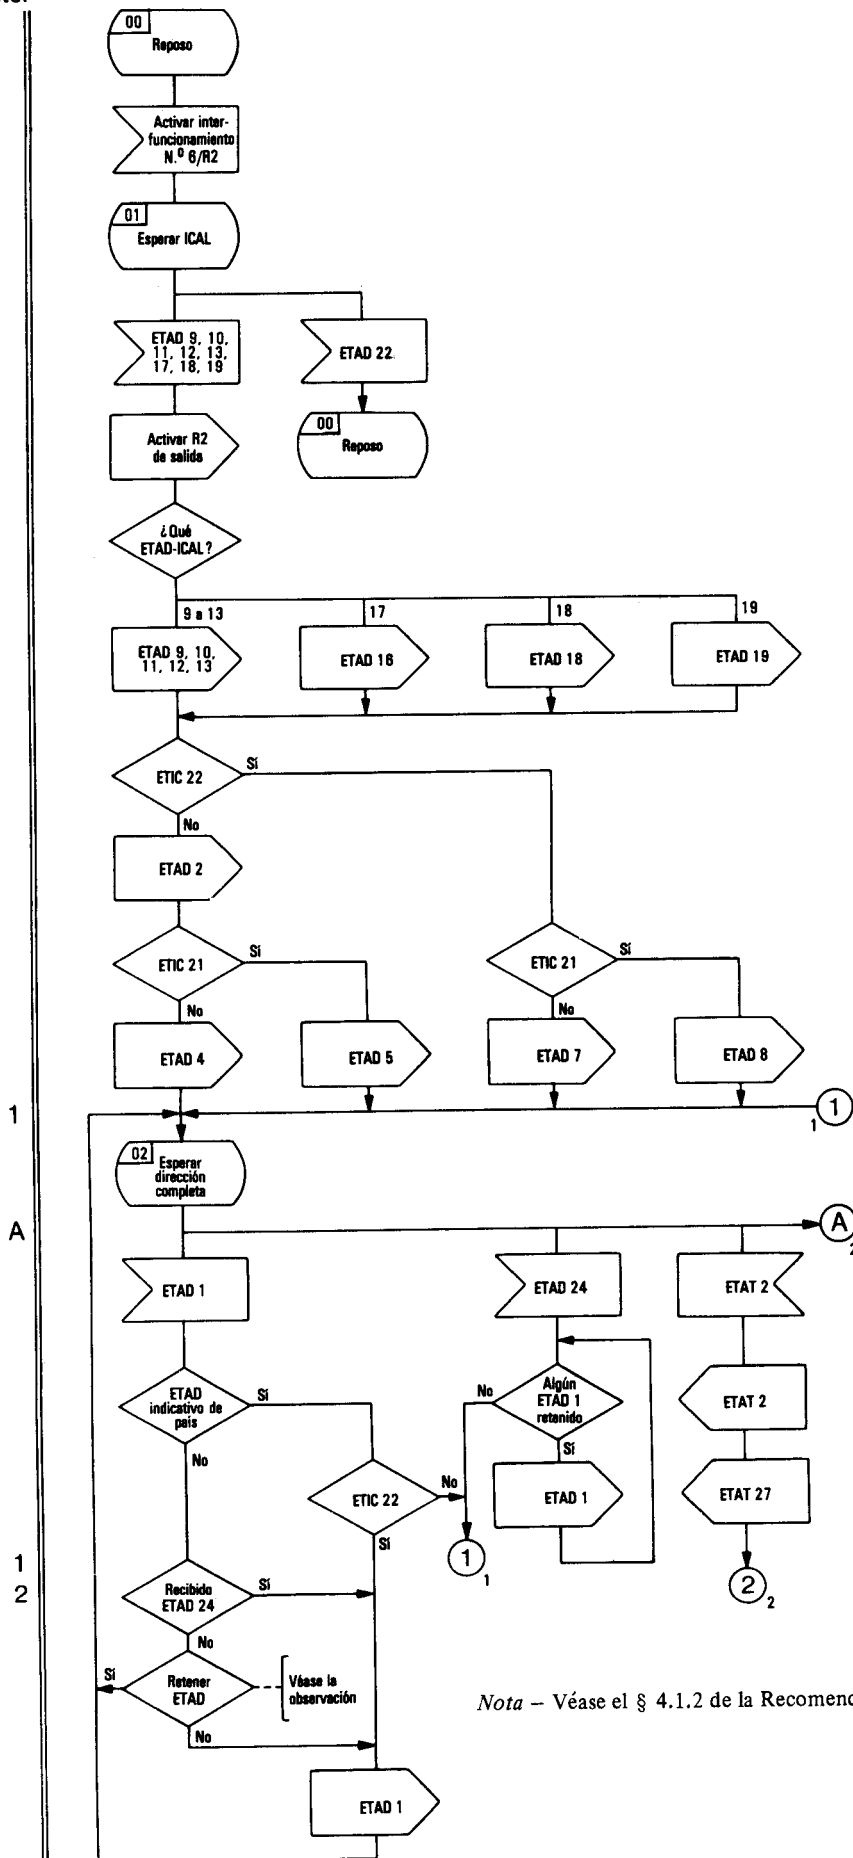 00
Reposo
Activar inter-
funcionamiento
N.º 6/R2
01
Esperar ICAL
ETAD 9, 10,
11, 12, 13,
17, 18, 19
ETAD 22
Activar R2
de salida
00
Reposo
¿Qué
ETAD-ICAL?
9 a 13
17
18
19
ETAD 9, 10,
11, 12, 13
ETAD 16
ETAD 18
ETAD 19
ETIC 22
Sí
No
ETAD 2
ETIC 21
Sí
No
ETIC 21
Sí
No
ETAD 4
ETAD 5
ETAD 7
ETAD 8
1
1
1
02
Esperar
dirección
completa
A
A
2
ETAD 1
ETAD 24
ETAT 2
ETAD
indicativo de
país
Sí
No
No
Algún
ETAD 1
retenido
Sí
ETAT 2
ETIC 22
No
Sí
ETAD 1
ETAT 27
1
1
2
2
1
2
Recibido
ETAD 24
Sí
No
Sí
Retener
ETAD
Véase la
observación
No
Nota – Véase el § 4.1.2 de la Recomend
ETAD 1